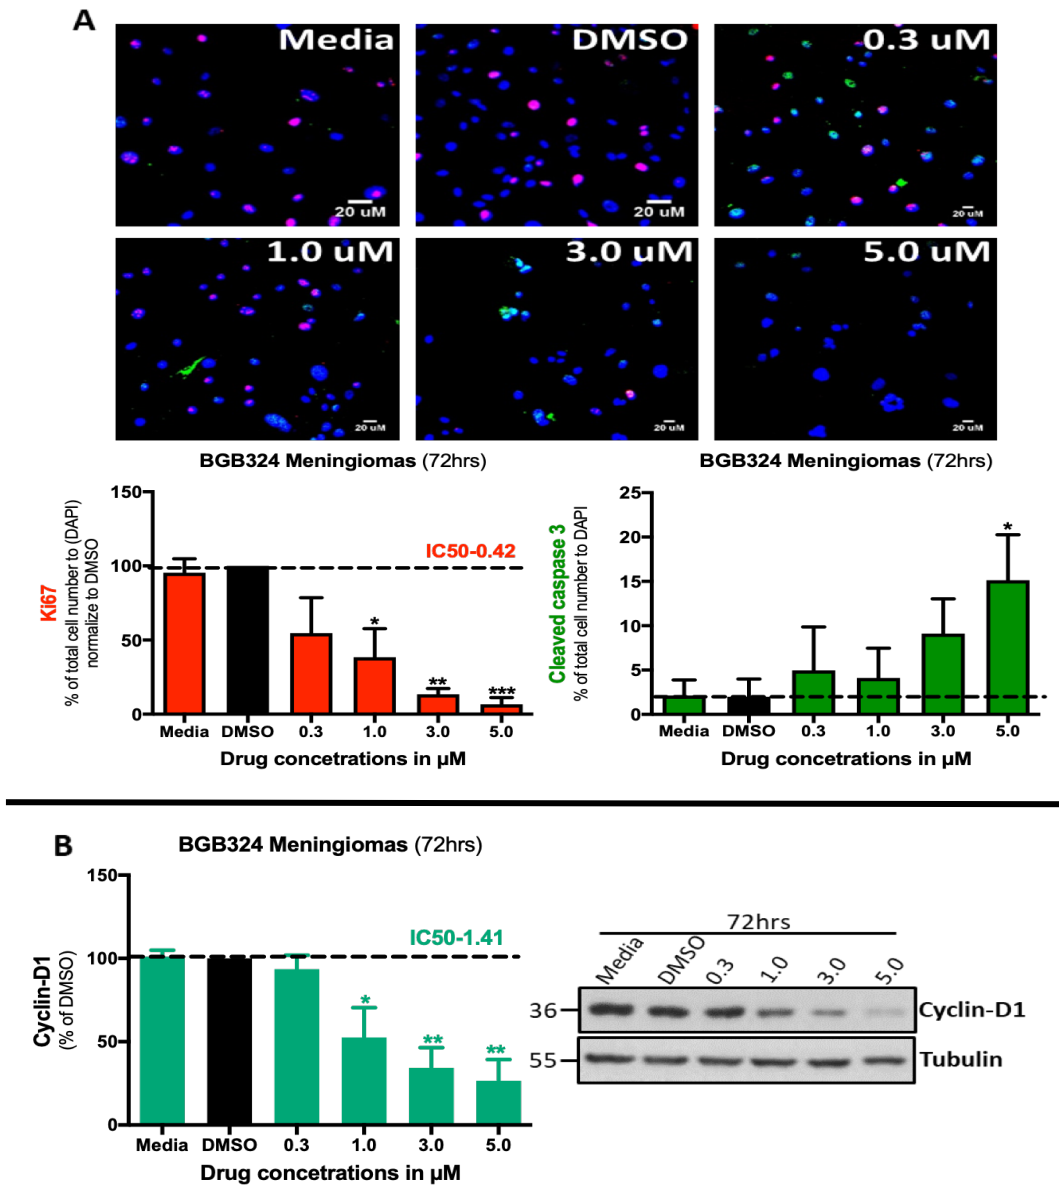 A
Media
20 uM
DMSO
20 uM
0.3 uM
20 uM
1.0 uM
20 uM
3.0 uM
20 uM
5.0 uM
20 uM
BGB324 Meningiomas (72hrs)
Ki67
% of total cell number to (DAPI)
normalize to DMSO
150
100
50
0
IC50-0.42
*
**
***
Media DMSO 0.3 1.0 3.0 5.0
Drug concetrations in µM
BGB324 Meningiomas (72hrs)
Cleaved caspase 3
% of total cell number to DAPI
25
20
15
10
5
0
*
Media DMSO 0.3 1.0 3.0 5.0
Drug concetrations in µM
B
BGB324 Meningiomas (72hrs)
Cyclin-D1
(% of DMSO)
150
100
50
0
IC50-1.41
*
**
**
Media DMSO 0.3 1.0 3.0 5.0
Drug concetrations in µM
72hrs
Media DMSO 0.3 1.0 3.0 5.0
36 Cyclin-D1
55 Tubulin